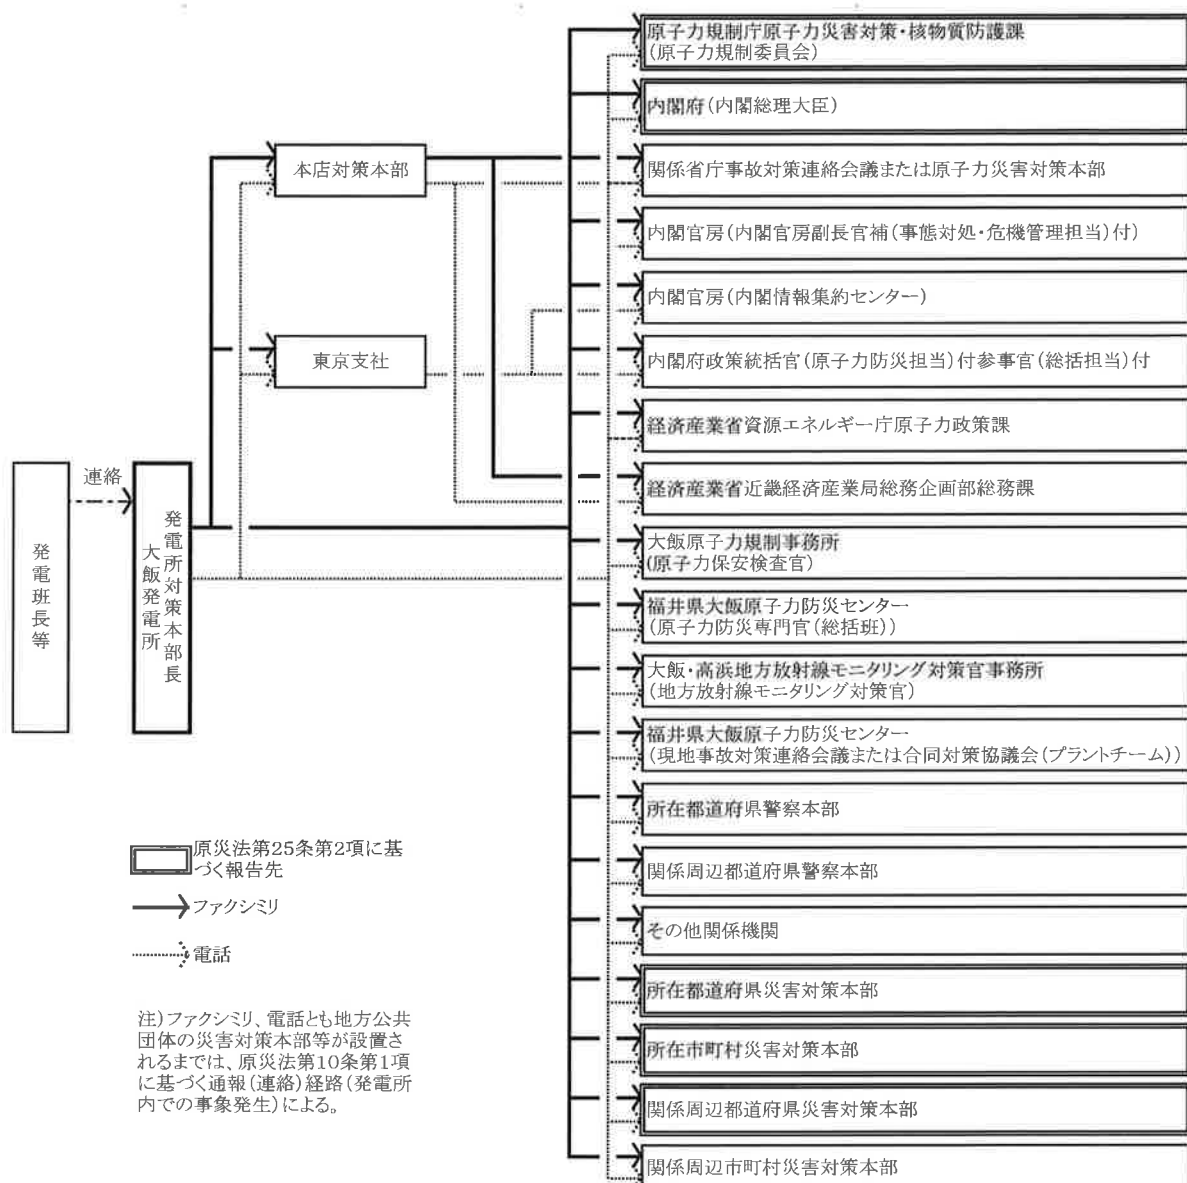 原子力規制庁原子力災害対策・核物質防護課
(原子力規制委員会)
内閣府(内閣総理大臣)
本店対策本部
関係省庁事故対策連絡会議または原子力災害対策本部
内閣官房(内閣官房副長官補(事態対処・危機管理担当)付)
内閣官房(内閣情報集約センター)
東京支社
内閣府政策統括官(原子力防災担当)付参事官(総括担当)付
経済産業省資源エネルギー庁原子力政策課
経済産業省近畿経済産業局総務企画部総務課
連絡
発電班長等
発電所対策本部長
大飯発電所
大飯原子力規制事務所
(原子力保安検査官)
福井県大飯原子力防災センター
(原子力防災専門官(総括班))
大飯・高浜地方放射線モニタリング対策官事務所
(地方放射線モニタリング対策官)
福井県大飯原子力防災センター
(現地事故対策連絡会議または合同対策協議会(プラントチーム))
所在都道府県警察本部
関係周辺都道府県警察本部
その他関係機関
所在都道府県災害対策本部
所在市町村災害対策本部
関係周辺都道府県災害対策本部
関係周辺市町村災害対策本部
原災法第25条第2項に基
づく報告先
ファクシミリ
電話
注)ファクシミリ、電話とも地方公共
団体の災害対策本部等が設置さ
れるまでは、原災法第10条第1項
に基づく通報(連絡)経路(発電所
内での事象発生)による。